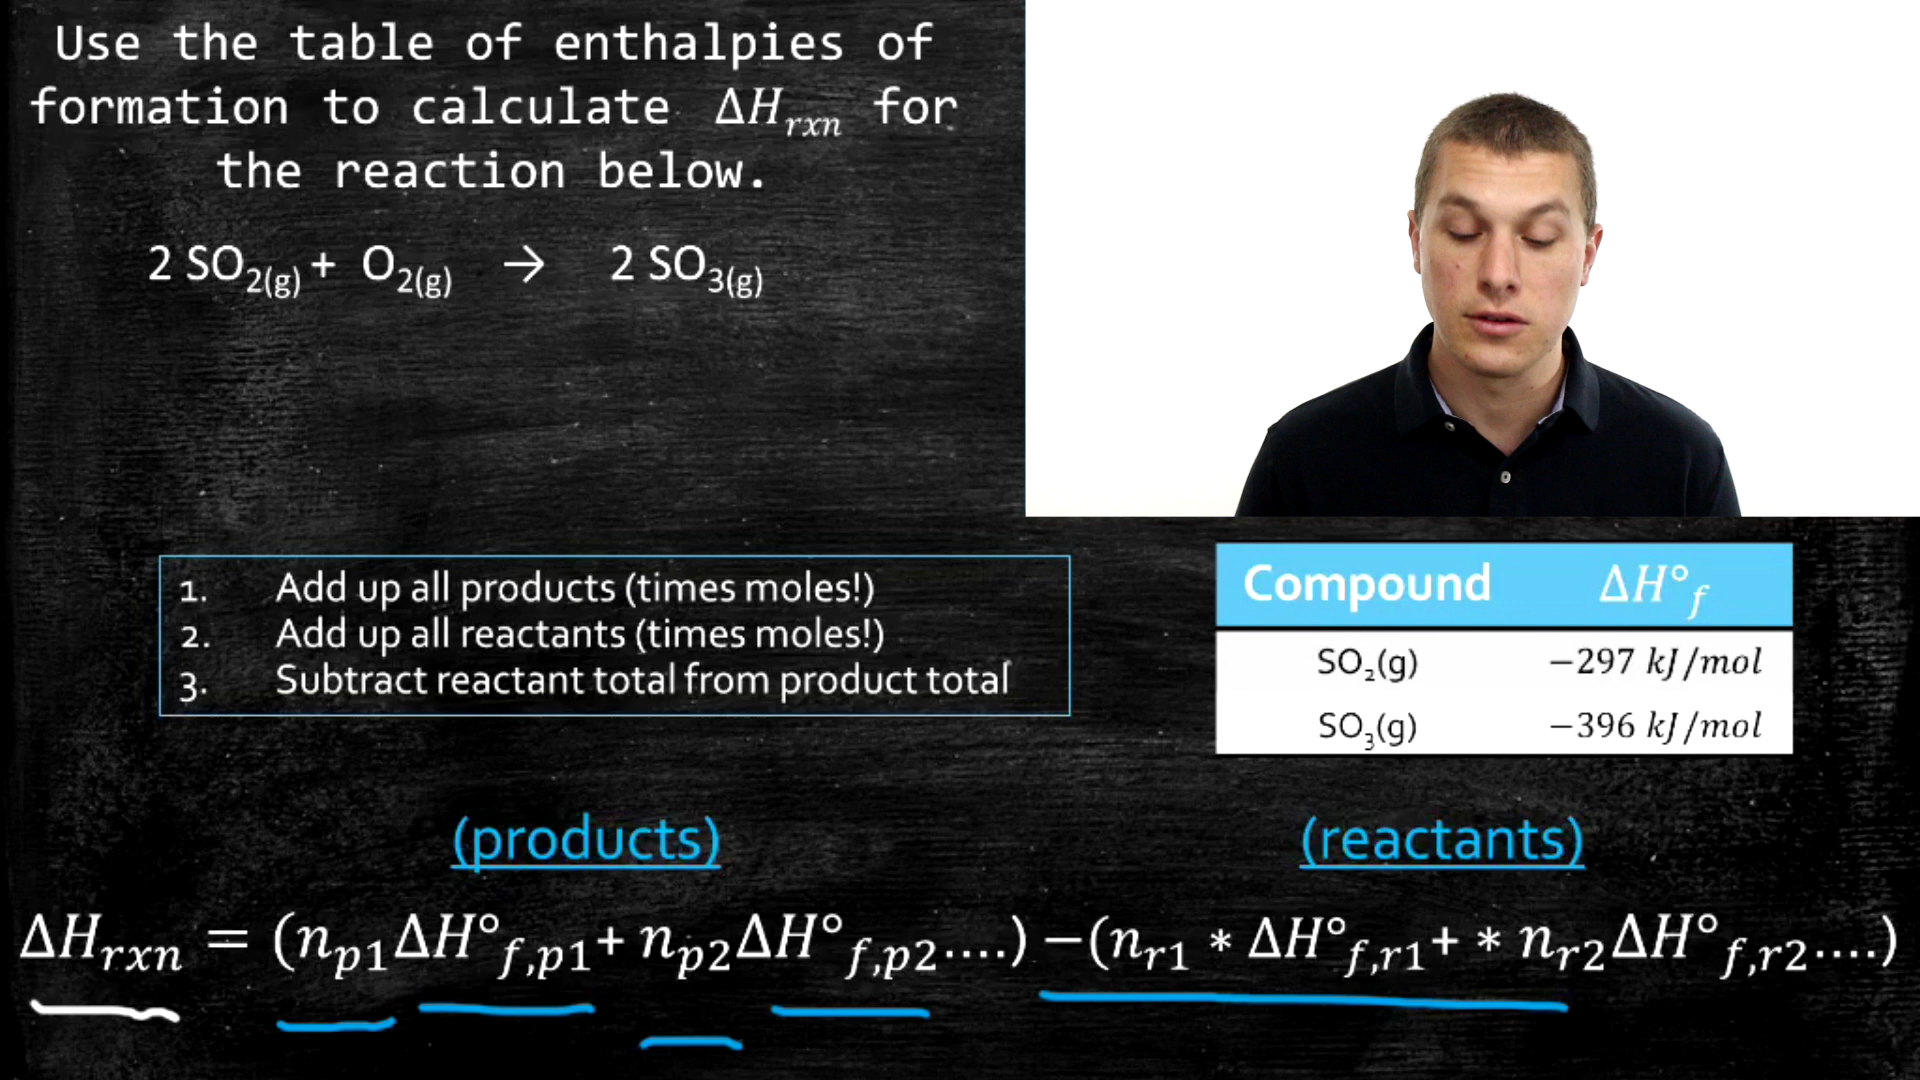 Use the table of enthalpies of
formation to calculate ΔH_rxn for
the reaction below.
2 SO₂(g) + O₂(g) → 2 SO₃(g)
1. Add up all products (times moles!)
2. Add up all reactants (times moles!)
3. Subtract reactant total from product total
Compound ΔH°_f
SO₂(g) −297 kJ/mol
SO₃(g) −396 kJ/mol
(products) (reactants)
ΔH_rxn = (n_p1ΔH°_f,p1+ n_p2ΔH°_f,p2....) −(n_r1 * ΔH°_f,r1+ * n_r2ΔH°_f,r2....)